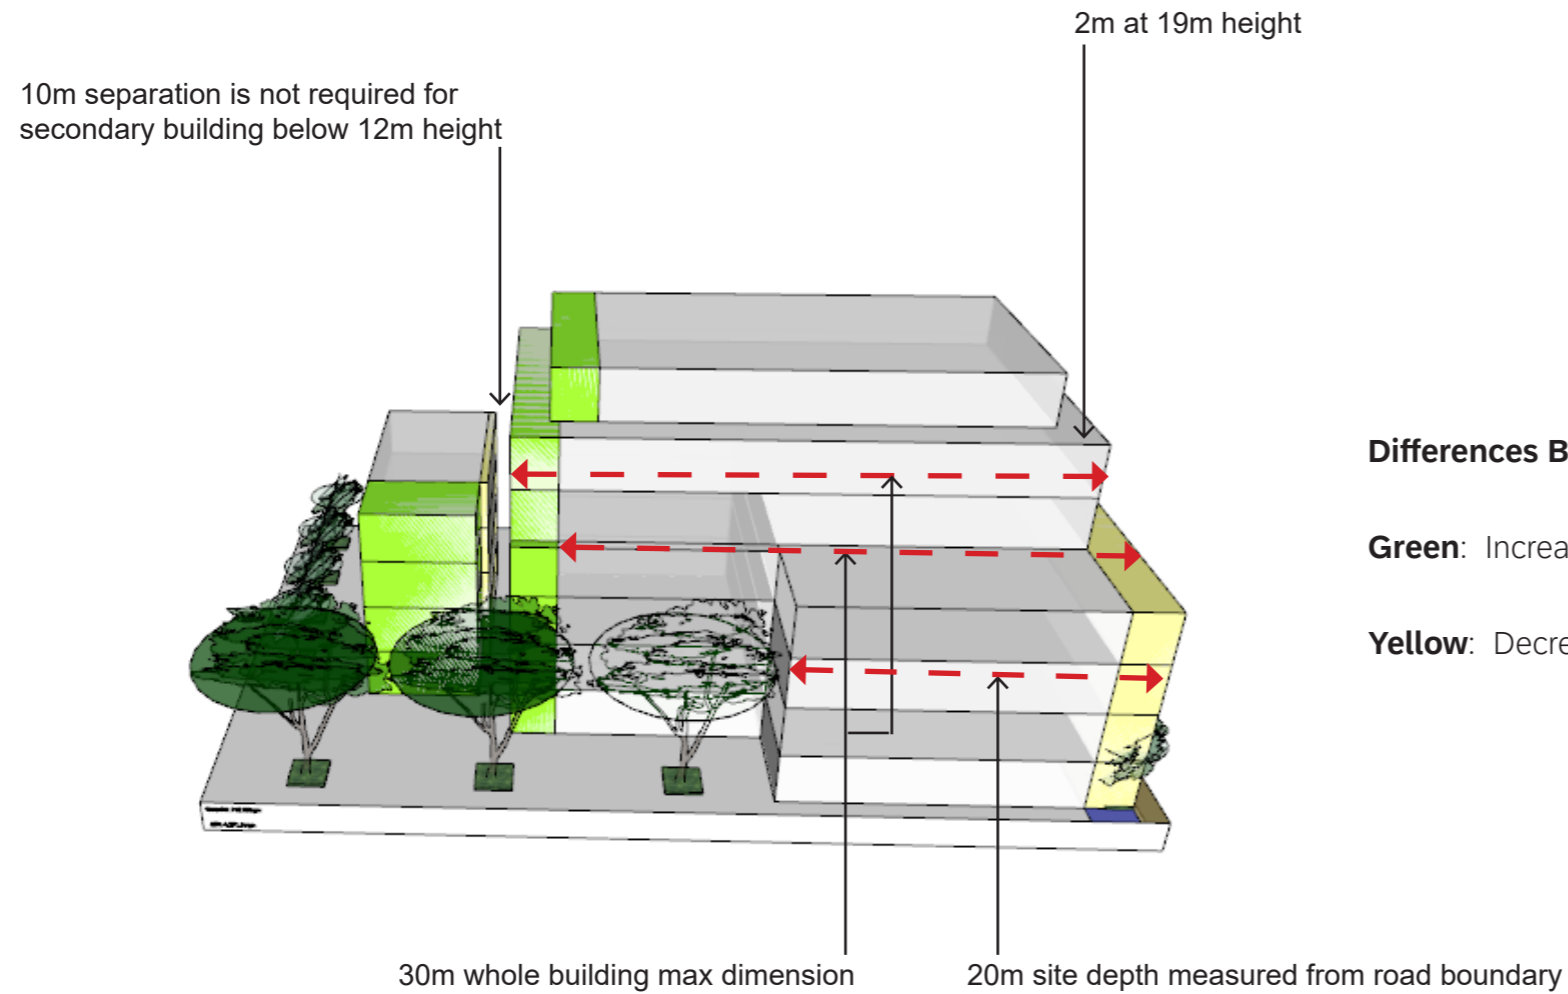 2m at 19m height
10m separation is not required for
secondary building below 12m height
Differences B
Green: Increa
Yellow: Decre
30m whole building max dimension
20m site depth measured from road boundary